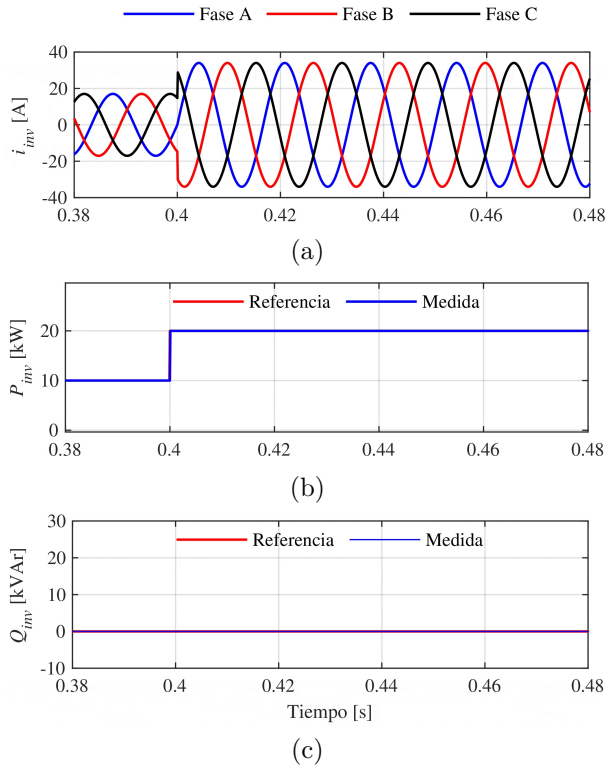 Fase A Fase B Fase C
40
20
0
-20
-40
i_inv [A]
0.38 0.4 0.42 0.44 0.46 0.48
(a)
Referencia Medida
20
10
0
P_inv [kW]
0.38 0.4 0.42 0.44 0.46 0.48
(b)
Referencia Medida
30
20
10
0
-10
Q_inv [kVAr]
0.38 0.4 0.42 0.44 0.46 0.48
Tiempo [s]
(c)